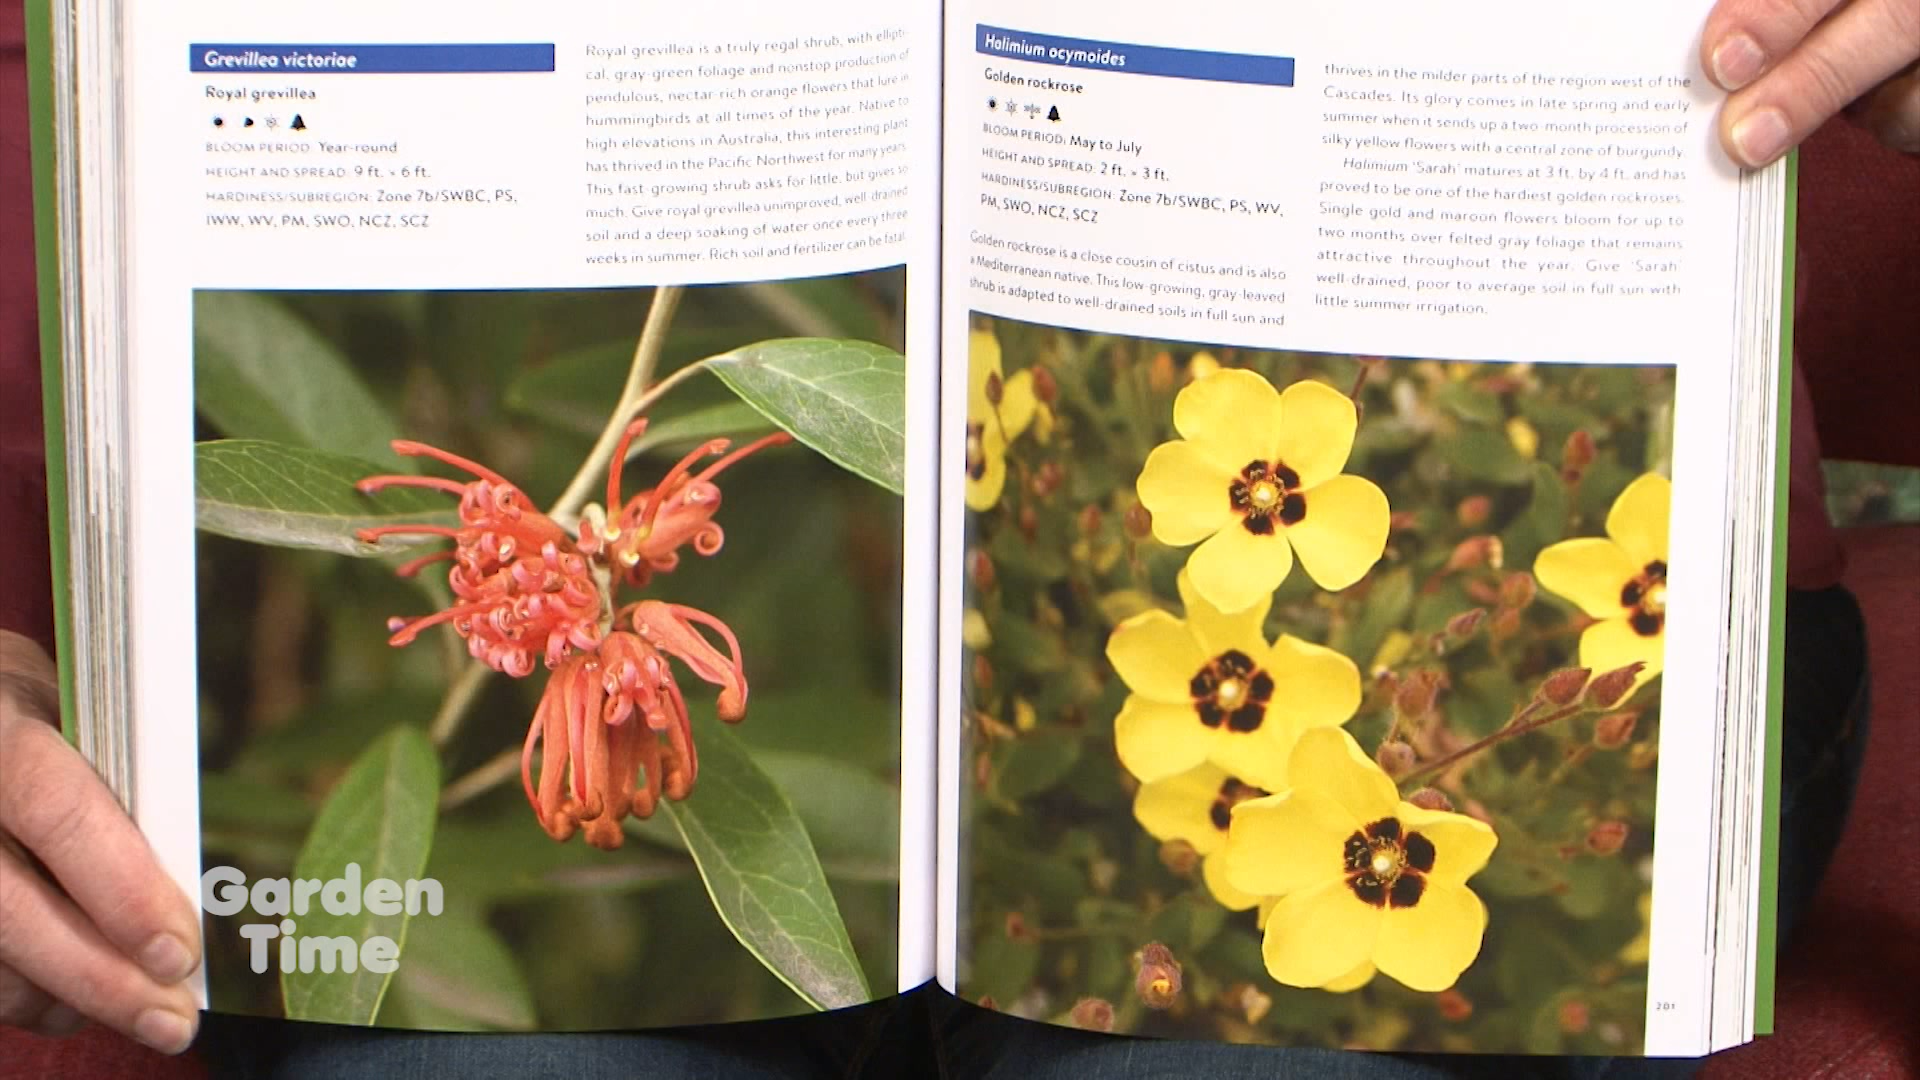 Grevillea victoriae
Royal grevillea
BLOOM PERIOD: Year-round
HEIGHT AND SPREAD: 9 ft. × 6 ft.
HARDINESS/SUBREGION: Zone 7b/SWBC, PS,
IWW, WV, PM, SWO, NCZ, SCZ
Royal grevillea is a truly regal shrub, with ellipti-
cal, gray-green foliage and nonstop production of
pendulous, nectar-rich orange flowers that lure in
hummingbirds at all times of the year. Native to
high elevations in Australia, this interesting plant
has thrived in the Pacific Northwest for many years.
This fast-growing shrub asks for little, but gives so
much. Give royal grevillea unimproved, well-drained
soil and a deep soaking of water once every three
weeks in summer. Rich soil and fertilizer can be fatal.
Halimium ocymoides
Golden rockrose
BLOOM PERIOD: May to July
HEIGHT AND SPREAD: 2 ft. × 3 ft.
HARDINESS/SUBREGION: Zone 7b/SWBC, PS, WV,
PM, SWO, NCZ, SCZ
Golden rockrose is a close cousin of cistus and is also
a Mediterranean native. This low-growing, gray-leaved
shrub is adapted to well-drained soils in full sun and
thrives in the milder parts of the region west of the
Cascades. Its glory comes in late spring and early
summer when it sends up a two-month procession of
silky yellow flowers with a central zone of burgundy.
Halimium 'Sarah' matures at 3 ft. by 4 ft. and has
proved to be one of the hardiest golden rockroses.
Single gold and maroon flowers bloom for up to
two months over felted gray foliage that remains
attractive throughout the year. Give 'Sarah'
well-drained, poor to average soil in full sun with
little summer irrigation.
Garden
Time
201